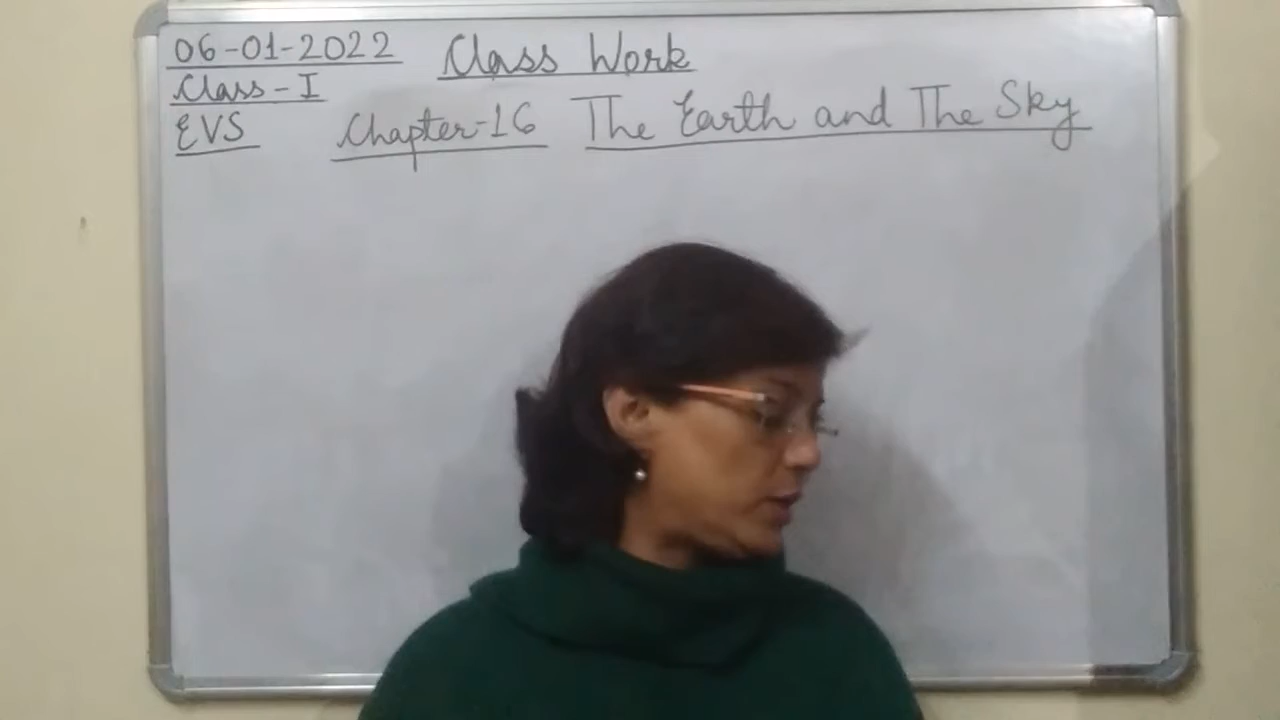 06-01-2022 Class Work
Class-I
EVS Chapter-16 The Earth and The Sky